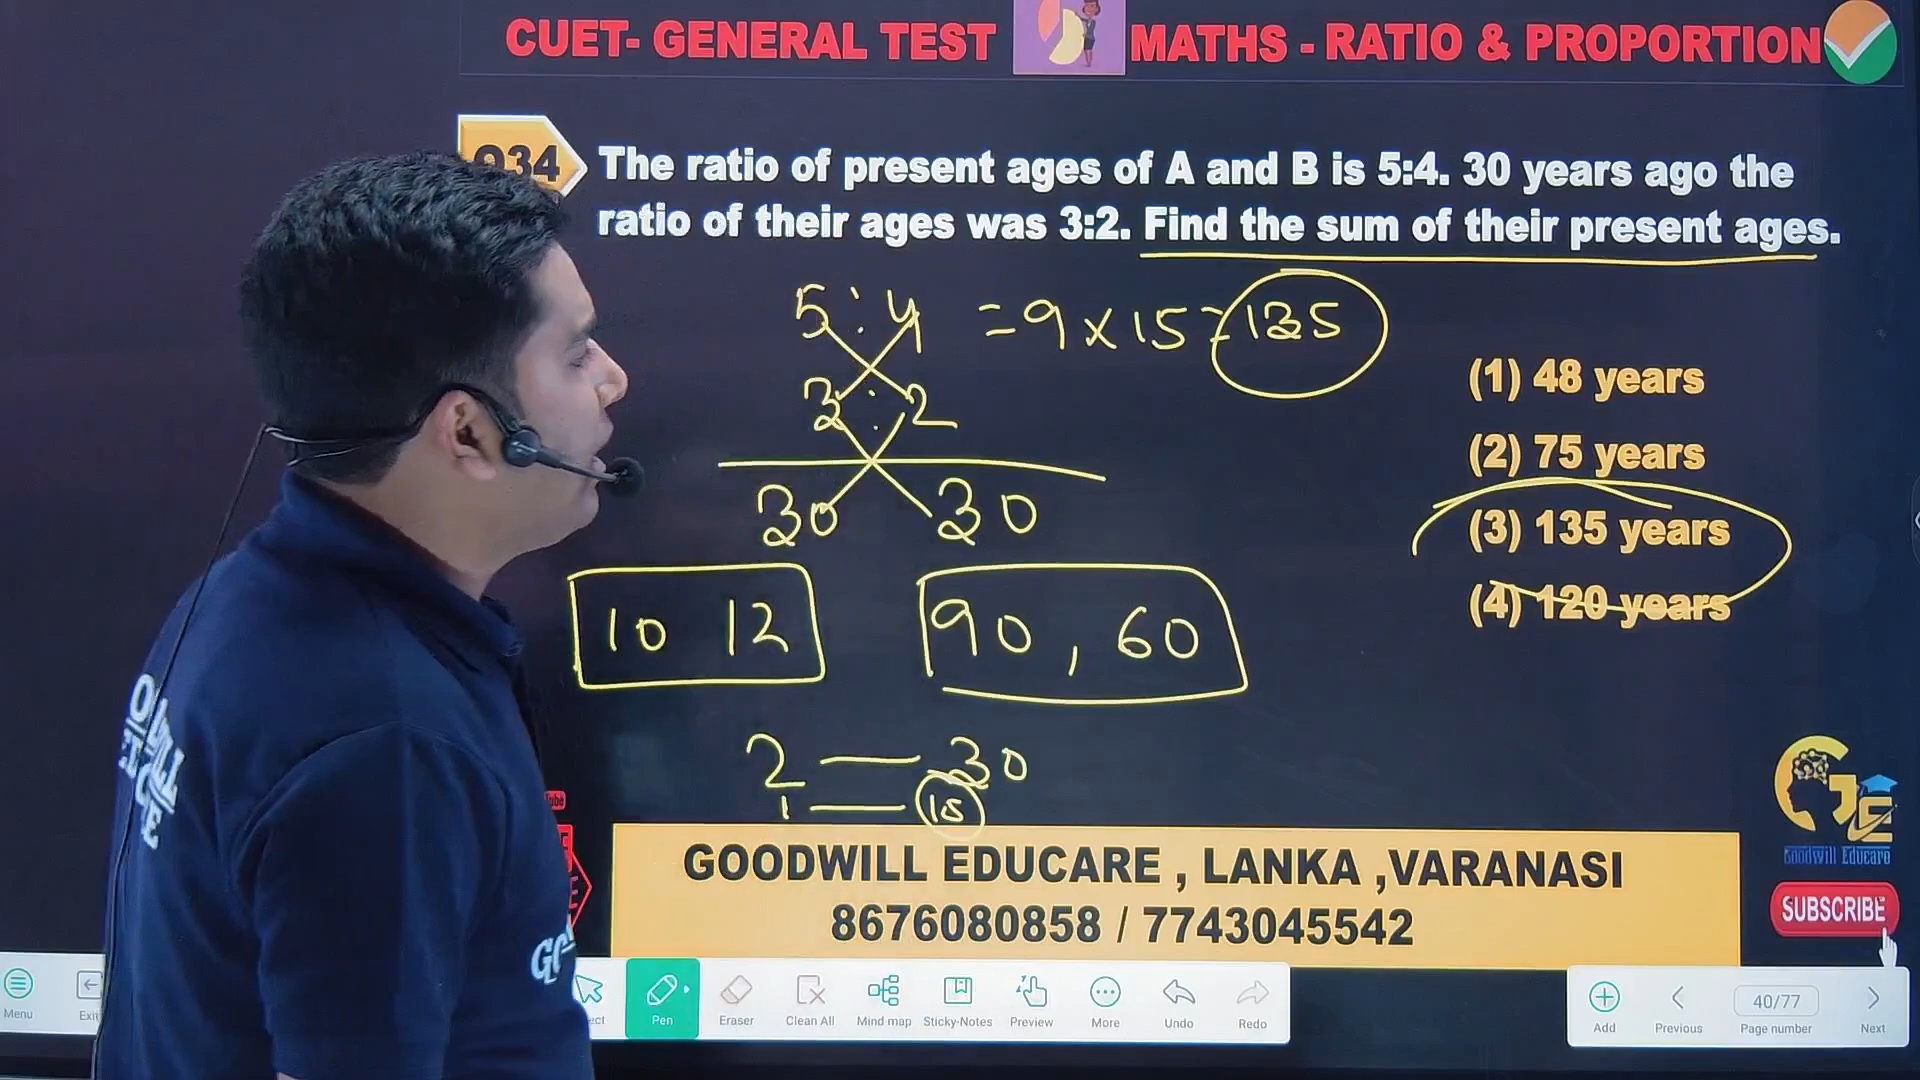 CUET- GENERAL TEST MATHS - RATIO & PROPORTION
Q34 The ratio of present ages of A and B is 5:4. 30 years ago the
ratio of their ages was 3:2. Find the sum of their present ages.
5 : 4 = 9 x 15 = 135
3 : 2
30 30
10 12 90 , 60
2 — 30
1 — 15
(1) 48 years
(2) 75 years
(3) 135 years
(4) 120 years
Goodwill Educare
SUBSCRIBE
GOODWILL EDUCARE , LANKA ,VARANASI
8676080858 / 7743045542
Menu Exit Pen Eraser Clean All Mind map Sticky-Notes Preview More Undo Redo
Add Previous 40/77 Page number Next